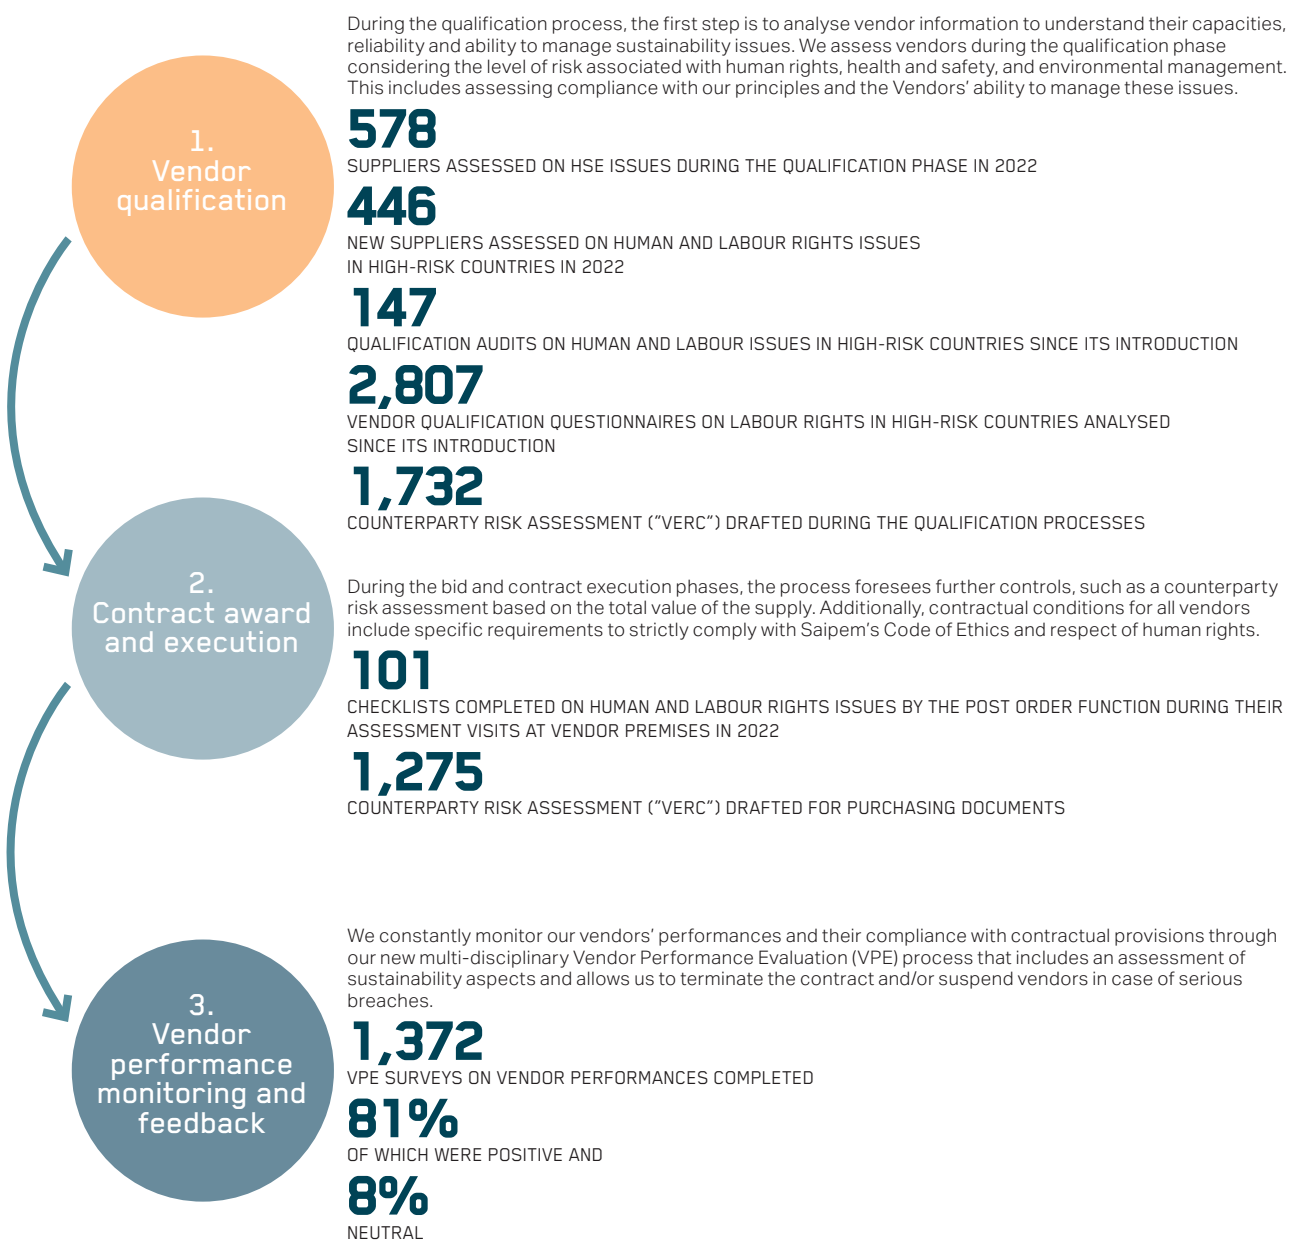 During the qualification process, the first step is to analyse vendor information to understand their capacities,
reliability and ability to manage sustainability issues. We assess vendors during the qualification phase
considering the level of risk associated with human rights, health and safety, and environmental management.
This includes assessing compliance with our principles and the Vendors’ ability to manage these issues.
1.
Vendor
qualification
578
SUPPLIERS ASSESSED ON HSE ISSUES DURING THE QUALIFICATION PHASE IN 2022
446
NEW SUPPLIERS ASSESSED ON HUMAN AND LABOUR RIGHTS ISSUES
IN HIGH-RISK COUNTRIES IN 2022
147
QUALIFICATION AUDITS ON HUMAN AND LABOUR ISSUES IN HIGH-RISK COUNTRIES SINCE ITS INTRODUCTION
2,807
VENDOR QUALIFICATION QUESTIONNAIRES ON LABOUR RIGHTS IN HIGH-RISK COUNTRIES ANALYSED
SINCE ITS INTRODUCTION
1,732
COUNTERPARTY RISK ASSESSMENT (“VERC”) DRAFTED DURING THE QUALIFICATION PROCESSES
2.
Contract award
and execution
During the bid and contract execution phases, the process foresees further controls, such as a counterparty
risk assessment based on the total value of the supply. Additionally, contractual conditions for all vendors
include specific requirements to strictly comply with Saipem’s Code of Ethics and respect of human rights.
101
CHECKLISTS COMPLETED ON HUMAN AND LABOUR RIGHTS ISSUES BY THE POST ORDER FUNCTION DURING THEIR
ASSESSMENT VISITS AT VENDOR PREMISES IN 2022
1,275
COUNTERPARTY RISK ASSESSMENT (“VERC”) DRAFTED FOR PURCHASING DOCUMENTS
3.
Vendor
performance
monitoring and
feedback
We constantly monitor our vendors’ performances and their compliance with contractual provisions through
our new multi-disciplinary Vendor Performance Evaluation (VPE) process that includes an assessment of
sustainability aspects and allows us to terminate the contract and/or suspend vendors in case of serious
breaches.
1,372
VPE SURVEYS ON VENDOR PERFORMANCES COMPLETED
81%
OF WHICH WERE POSITIVE AND
8%
NEUTRAL